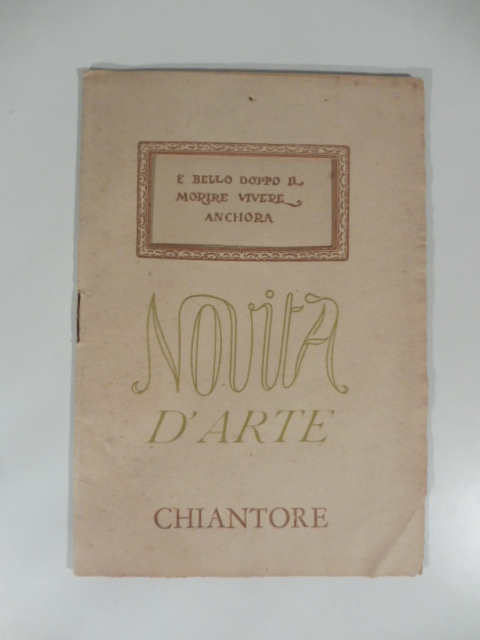 E BELLO DOPPO IL
MORIRE VIVERE
ANCHORA
NOVITÀ
D'ARTE
CHIANTORE